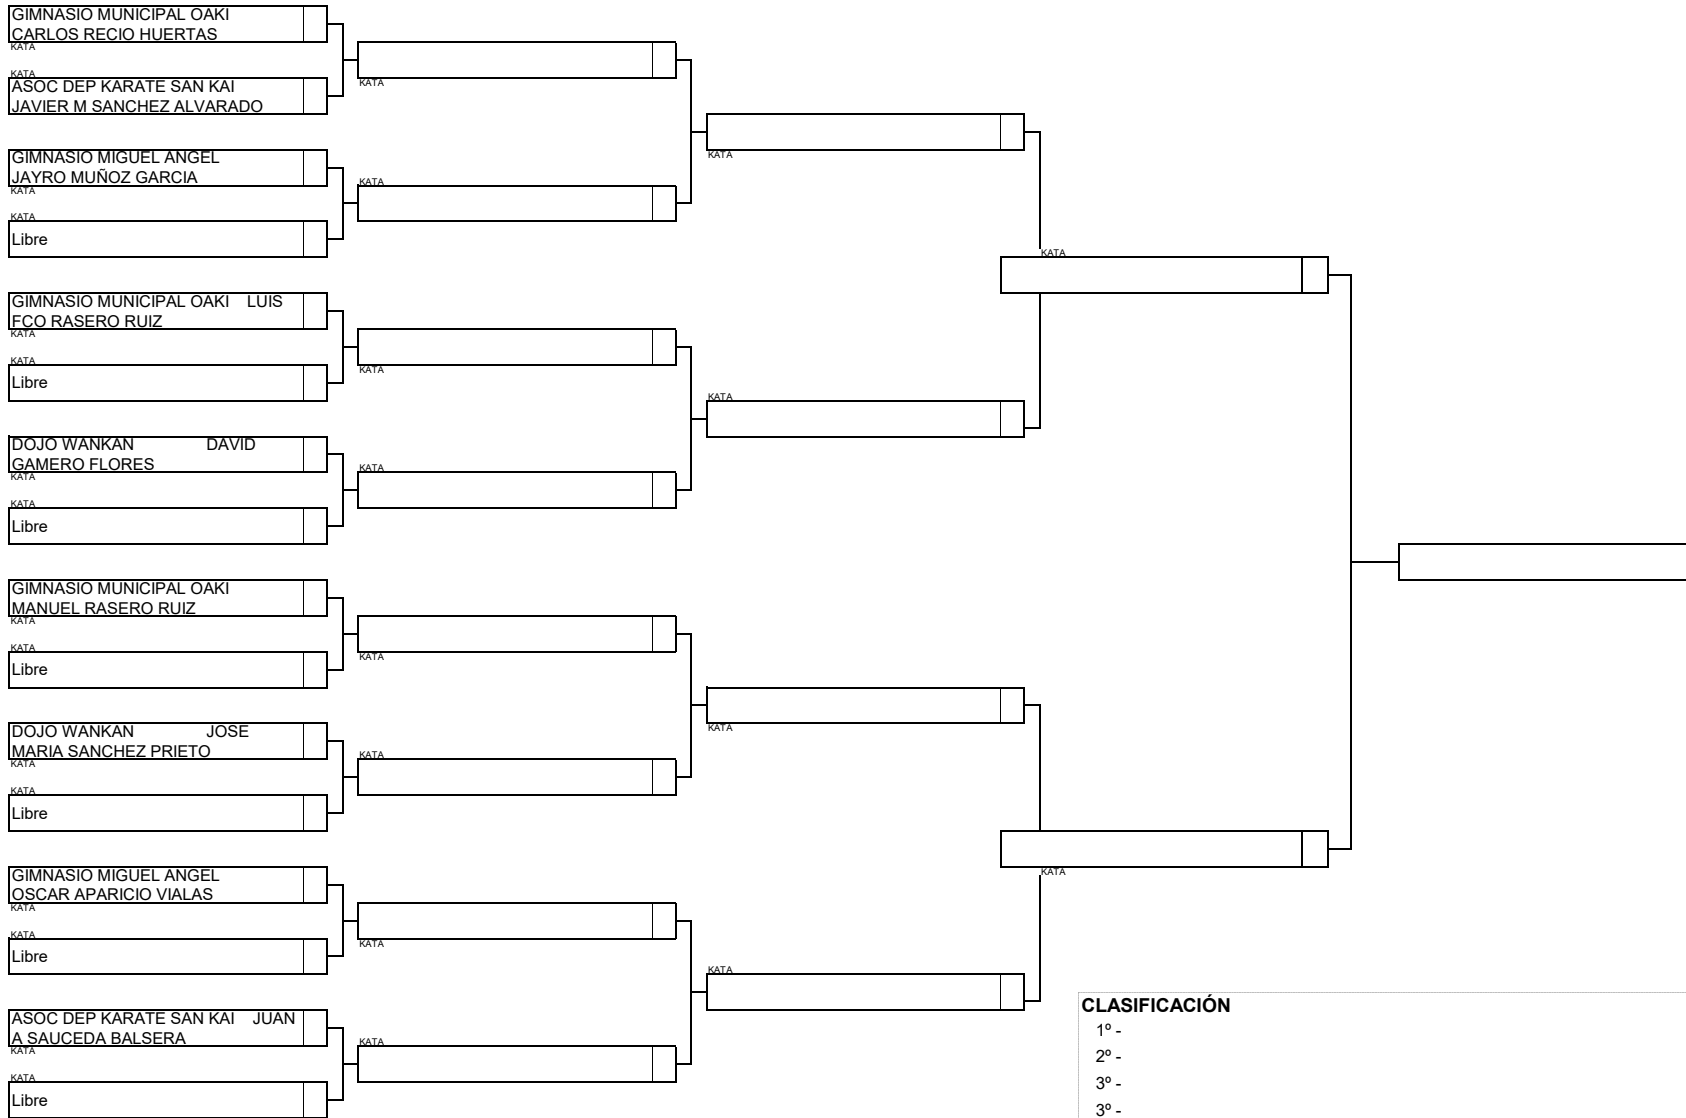 GIMNASIO MUNICIPAL OAKI
CARLOS RECIO HUERTAS
KATA
KATA
ASOC DEP KARATE SAN KAI
JAVIER M SANCHEZ ALVARADO
GIMNASIO MIGUEL ANGEL
JAYRO MUÑOZ GARCIA
KATA
KATA
Libre
GIMNASIO MUNICIPAL OAKI LUIS
FCO RASERO RUIZ
KATA
KATA
Libre
DOJO WANKAN DAVID
GAMERO FLORES
KATA
KATA
Libre
GIMNASIO MUNICIPAL OAKI
MANUEL RASERO RUIZ
KATA
KATA
Libre
DOJO WANKAN JOSE
MARIA SANCHEZ PRIETO
KATA
KATA
Libre
GIMNASIO MIGUEL ANGEL
OSCAR APARICIO VIALAS
KATA
KATA
Libre
ASOC DEP KARATE SAN KAI JUAN
A SAUCEDA BALSERA
KATA
KATA
Libre
KATA
KATA
KATA
KATA
KATA
KATA
KATA
KATA
KATA
KATA
KATA
KATA
KATA
KATA
CLASIFICACIÓN
1º -
2º -
3º -
3º -